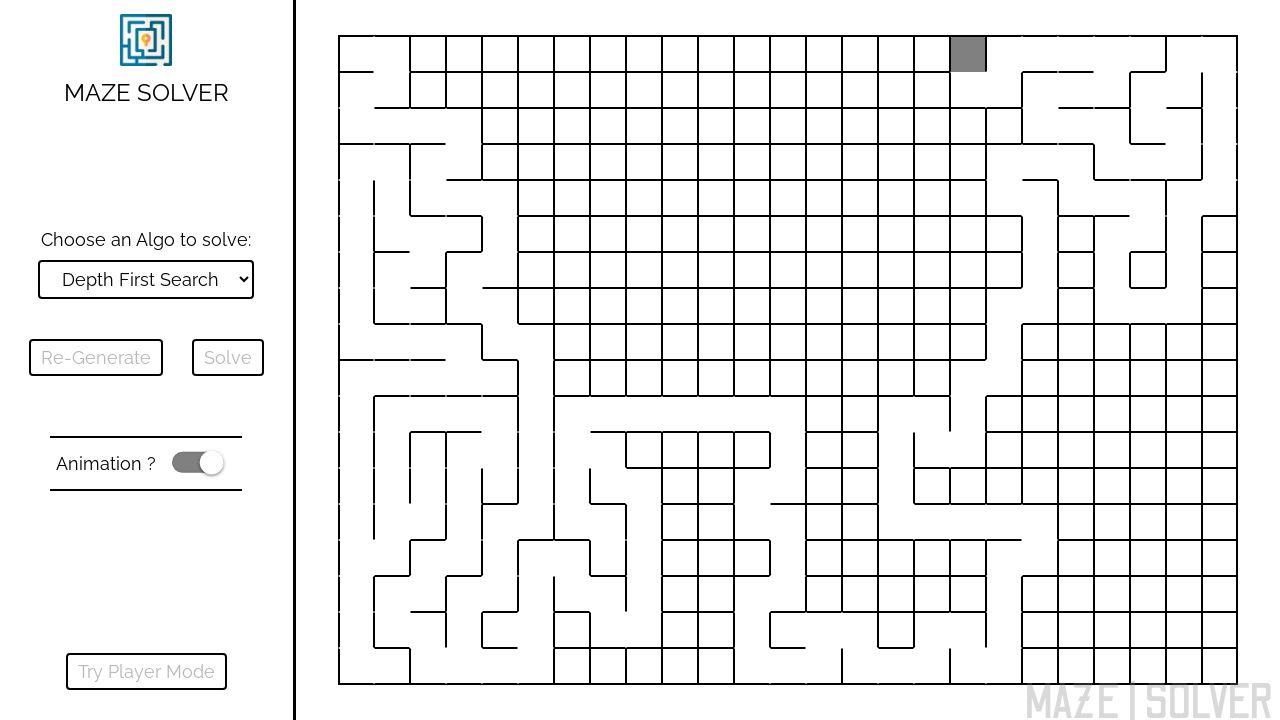 MAZE SOLVER
Choose an Algo to solve:
Depth First Search
Re-Generate
Solve
Animation ?
Try Player Mode
MAZE | SOLVER